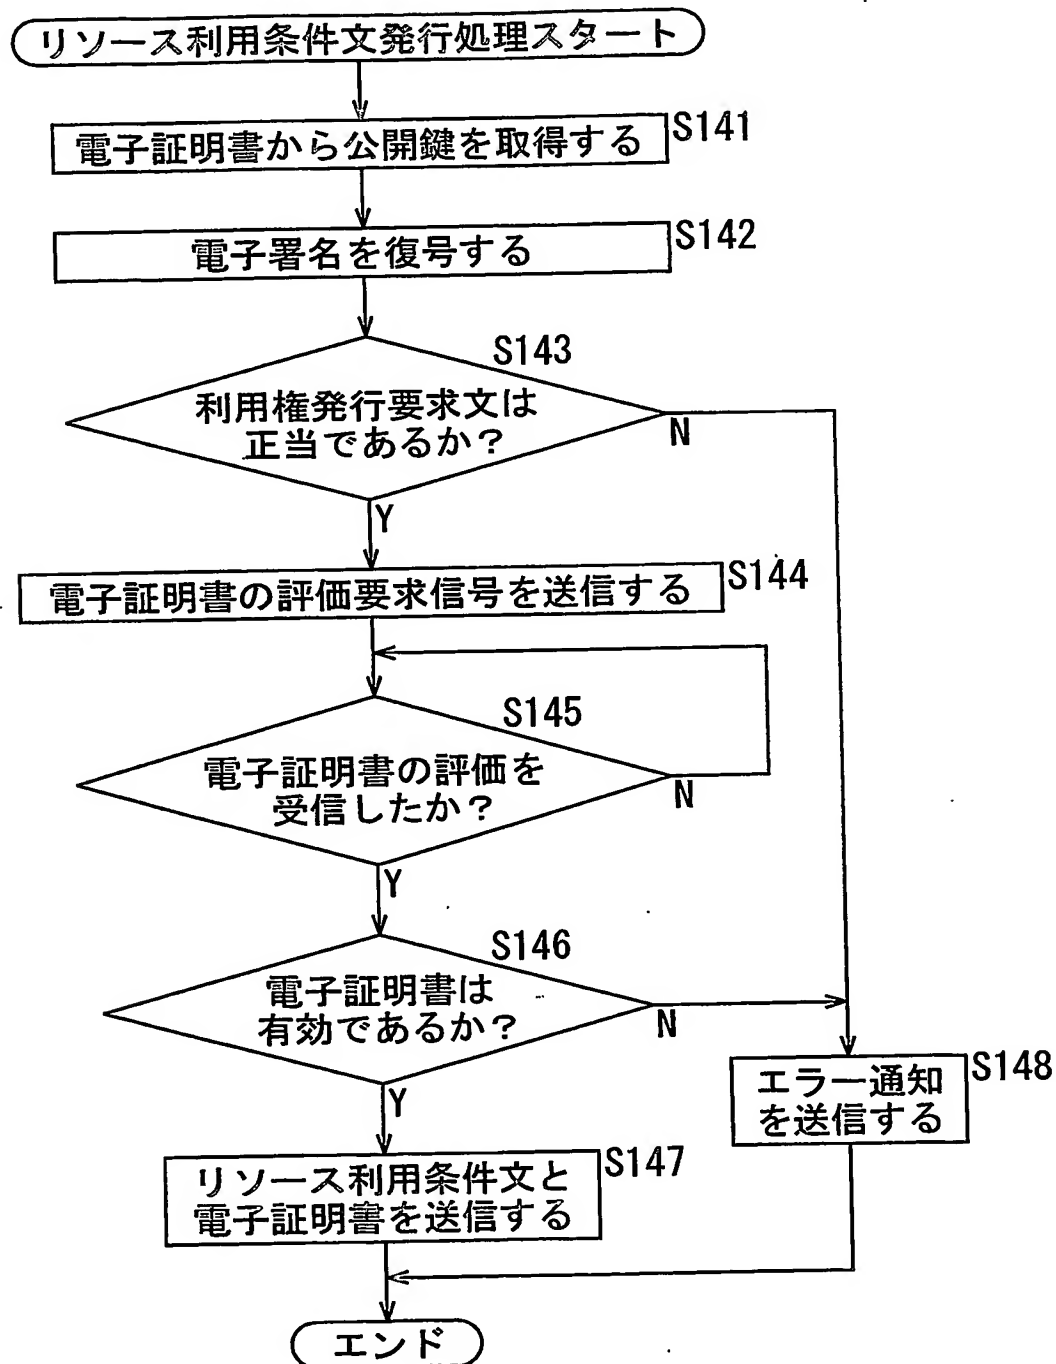 リソース利用条件文発行処理スタート
電子証明書から公開鍵を取得する
S141
電子署名を復号する
S142
S143
利用権発行要求文は
正当であるか？
N
Y
電子証明書の評価要求信号を送信する
S144
S145
電子証明書の評価を
受信したか？
N
Y
S146
電子証明書は
有効であるか？
N
Y
エラー通知
を送信する
S148
リソース利用条件文と
電子証明書を送信する
S147
エンド